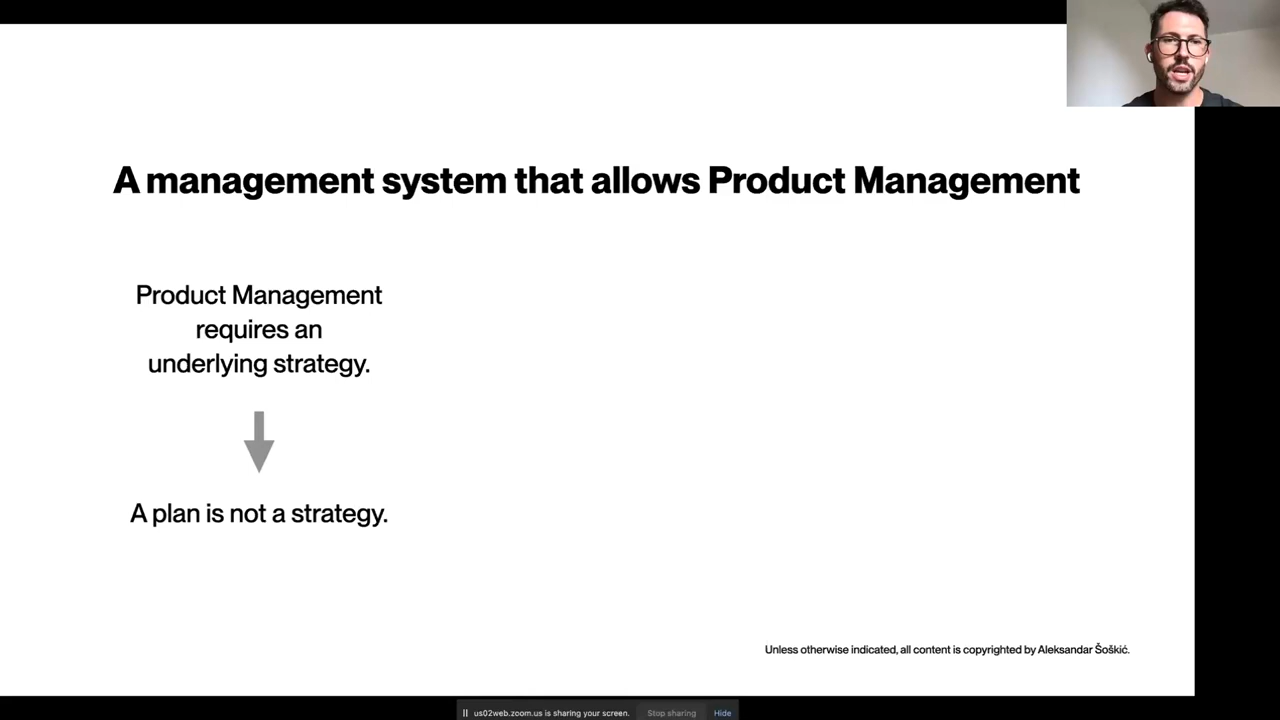 A management system that allows Product Management
Product Management
requires an
underlying strategy.
A plan is not a strategy.
Unless otherwise indicated, all content is copyrighted by Aleksandar Šoškić.
us02web.zoom.us is sharing your screen.
Stop sharing
Hide